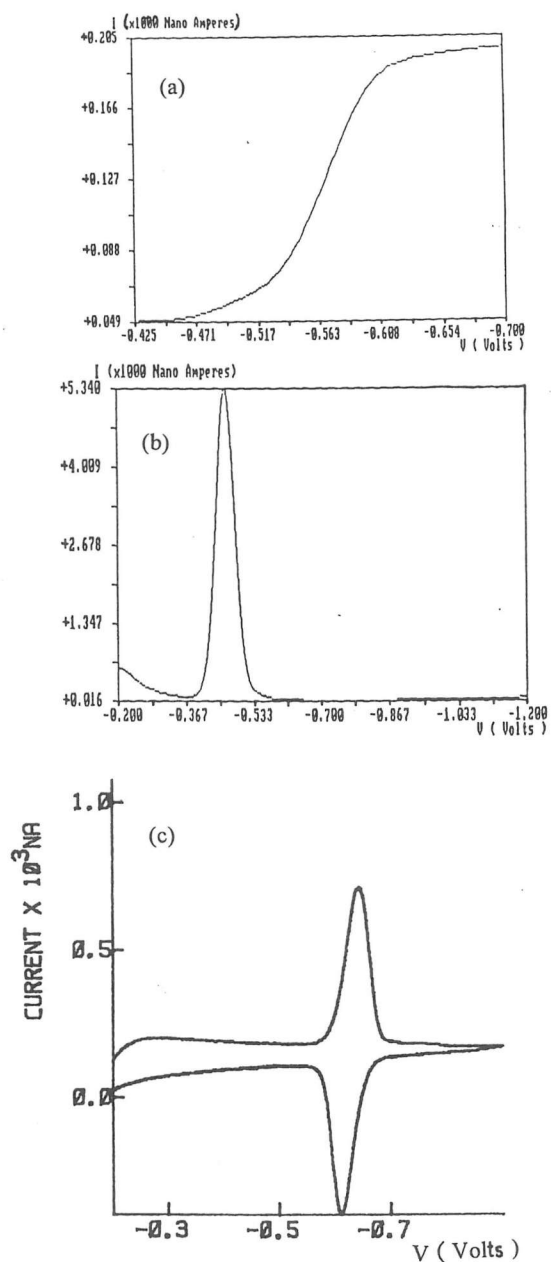 I (x1000 Nano Amperes)
+0.205
(a)
+0.166
+0.127
+0.088
+0.049
-0.425 -0.471 -0.517 -0.563 -0.608 -0.654 -0.700
V ( Volts )
I (x1000 Nano Amperes)
+5.340
(b)
+4.009
+2.678
+1.347
+0.016
-0.200 -0.367 -0.533 -0.700 -0.867 -1.033 -1.200
V ( Volts )
1.0
(c)
CURRENT X 10³NA
0.5
0.0
-0.3 -0.5 -0.7
V ( Volts )